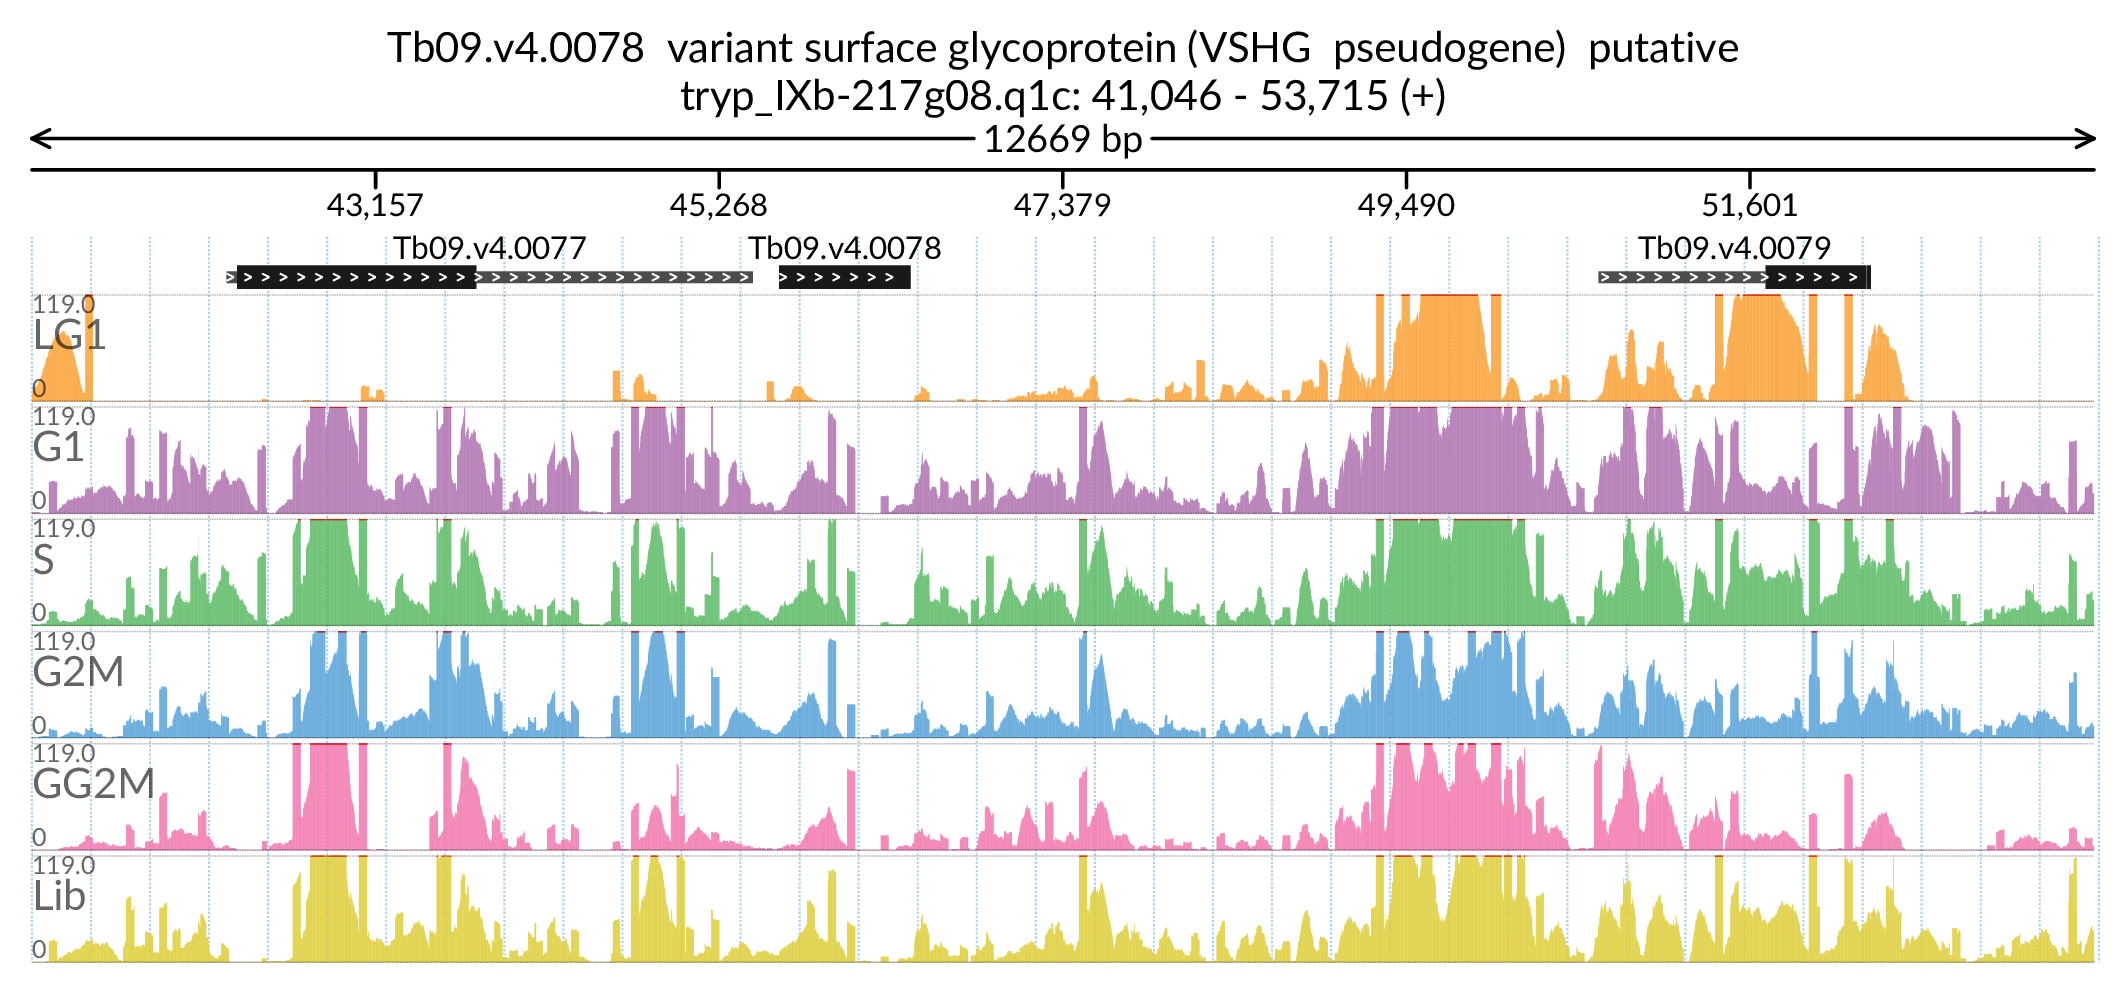 Tb09.v4.0078 variant surface glycoprotein (VSHG pseudogene) putative
tryp_IXb-217g08.q1c: 41,046 - 53,715 (+)
12669 bp
43,157 45,268 47,379 49,490 51,601
Tb09.v4.0077 Tb09.v4.0078 Tb09.v4.0079
119.0
LG1
0
119.0
G1
0
119.0
S
0
119.0
G2M
0
119.0
GG2M
0
119.0
Lib
0